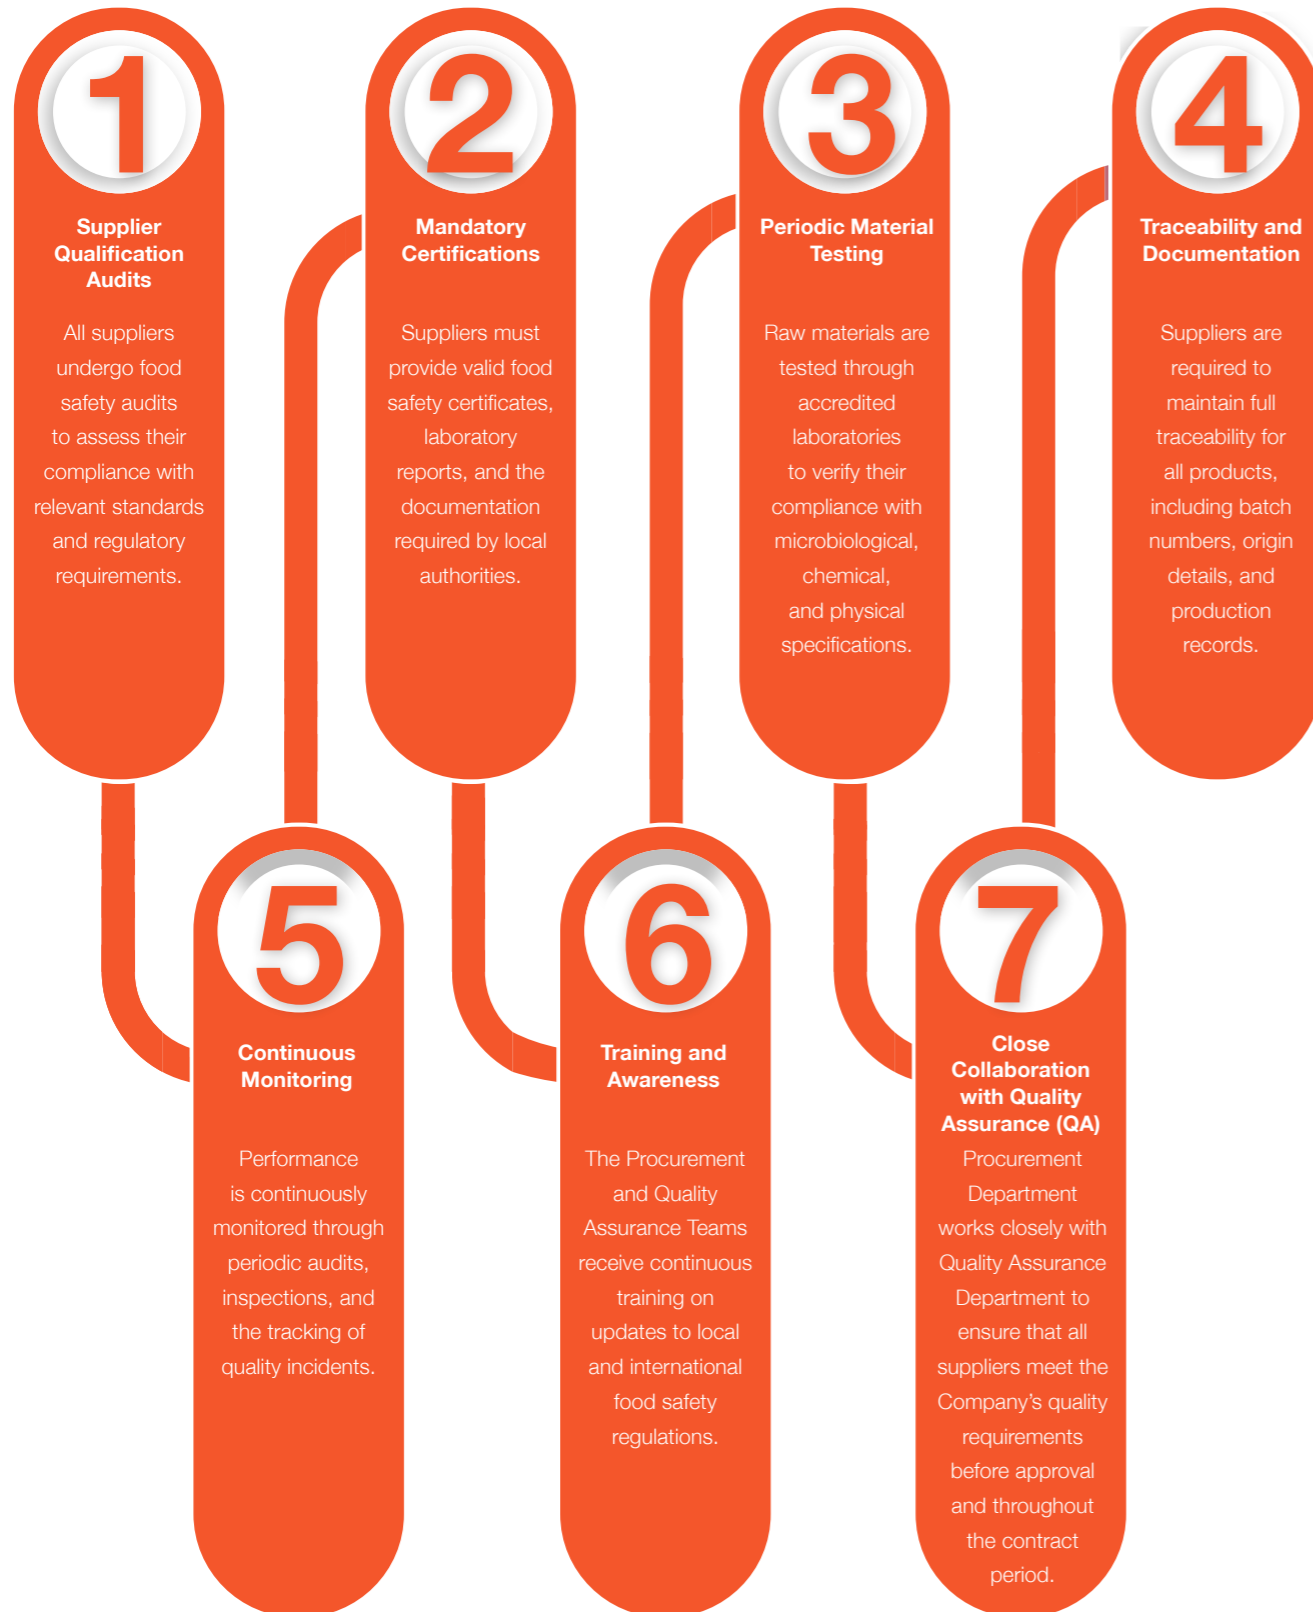 1
Supplier
Qualification
Audits
All suppliers
undergo food
safety audits
to assess their
compliance with
relevant standards
and regulatory
requirements.
2
Mandatory
Certifications
Suppliers must
provide valid food
safety certificates,
laboratory
reports, and the
documentation
required by local
authorities.
3
Periodic Material
Testing
Raw materials are
tested through
accredited
laboratories
to verify their
compliance with
microbiological,
chemical,
and physical
specifications.
4
Traceability and
Documentation
Suppliers are
required to
maintain full
traceability for
all products,
including batch
numbers, origin
details, and
production
records.
5
Continuous
Monitoring
Performance
is continuously
monitored through
periodic audits,
inspections, and
the tracking of
quality incidents.
6
Training and
Awareness
The Procurement
and Quality
Assurance Teams
receive continuous
training on
updates to local
and international
food safety
regulations.
7
Close
Collaboration
with Quality
Assurance (QA)
Procurement
Department
works closely with
Quality Assurance
Department to
ensure that all
suppliers meet the
Company’s quality
requirements
before approval
and throughout
the contract
period.